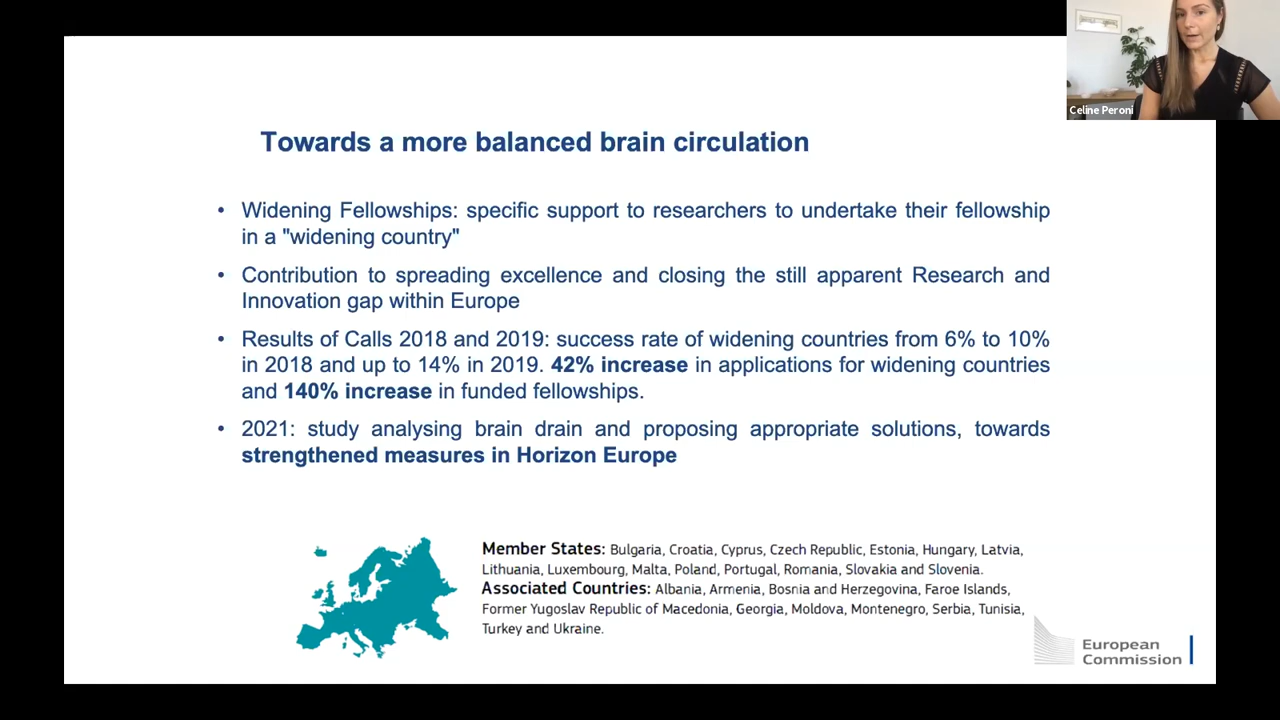 Celine Peroni
Towards a more balanced brain circulation
• Widening Fellowships: specific support to researchers to undertake their fellowship
in a "widening country"
• Contribution to spreading excellence and closing the still apparent Research and
Innovation gap within Europe
• Results of Calls 2018 and 2019: success rate of widening countries from 6% to 10%
in 2018 and up to 14% in 2019. 42% increase in applications for widening countries
and 140% increase in funded fellowships.
• 2021: study analysing brain drain and proposing appropriate solutions, towards
strengthened measures in Horizon Europe
Member States: Bulgaria, Croatia, Cyprus, Czech Republic, Estonia, Hungary, Latvia,
Lithuania, Luxembourg, Malta, Poland, Portugal, Romania, Slovakia and Slovenia.
Associated Countries: Albania, Armenia, Bosnia and Herzegovina, Faroe Islands,
Former Yugoslav Republic of Macedonia, Georgia, Moldova, Montenegro, Serbia, Tunisia,
Turkey and Ukraine.
European
Commission